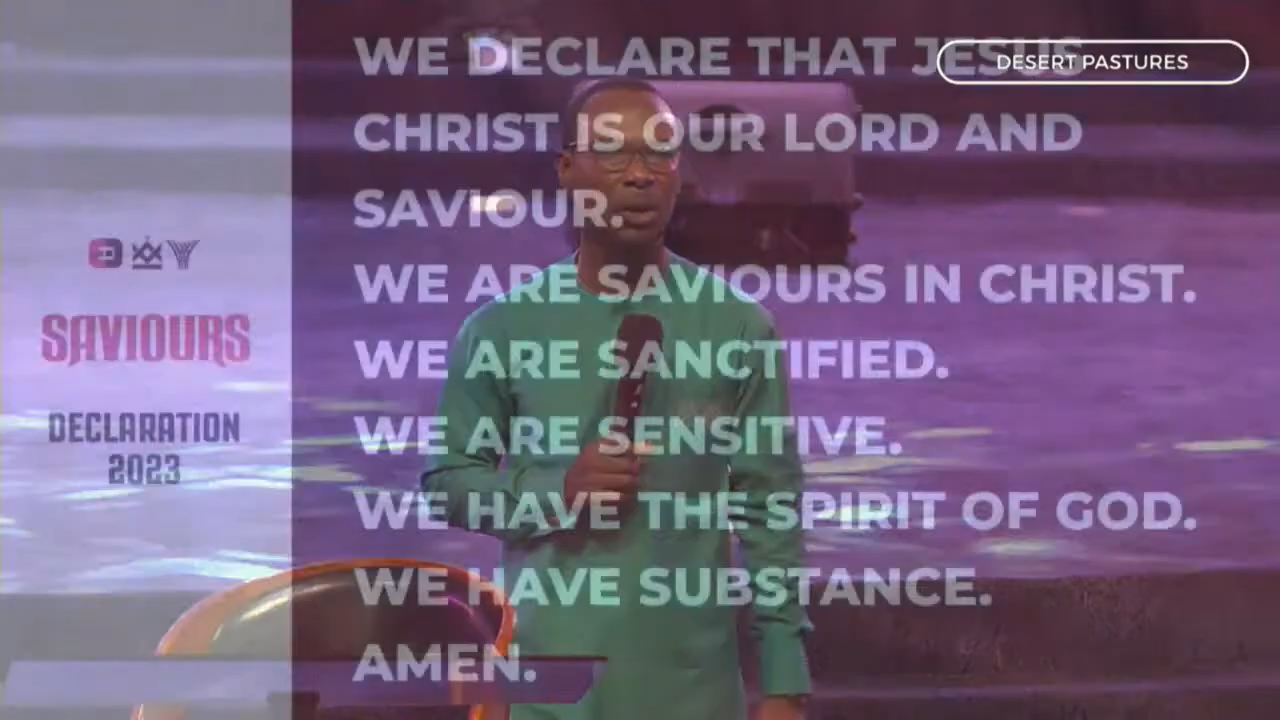 WE DECLARE THAT JESUS
DESERT PASTURES
CHRIST IS OUR LORD AND
SAVIOUR.
WE ARE SAVIOURS IN CHRIST.
WE ARE SANCTIFIED.
WE ARE SENSITIVE.
WE HAVE THE SPIRIT OF GOD.
WE HAVE SUBSTANCE.
AMEN.
SAVIOURS
DECLARATION
2023